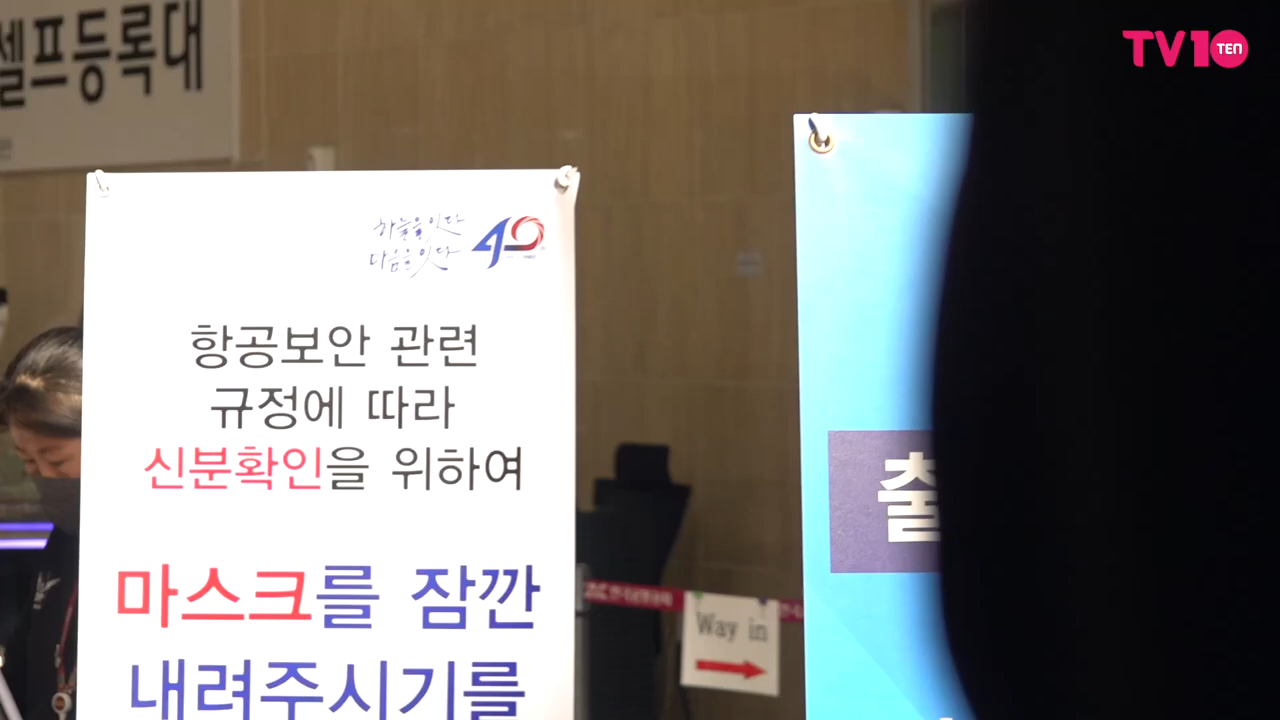 셀프등록대
TV10
TEN
하늘을 잇다
다음을 잇다
40
항공보안 관련
규정에 따라
신분확인을 위하여
마스크를 잠깐
내려주시기를
출
Way in